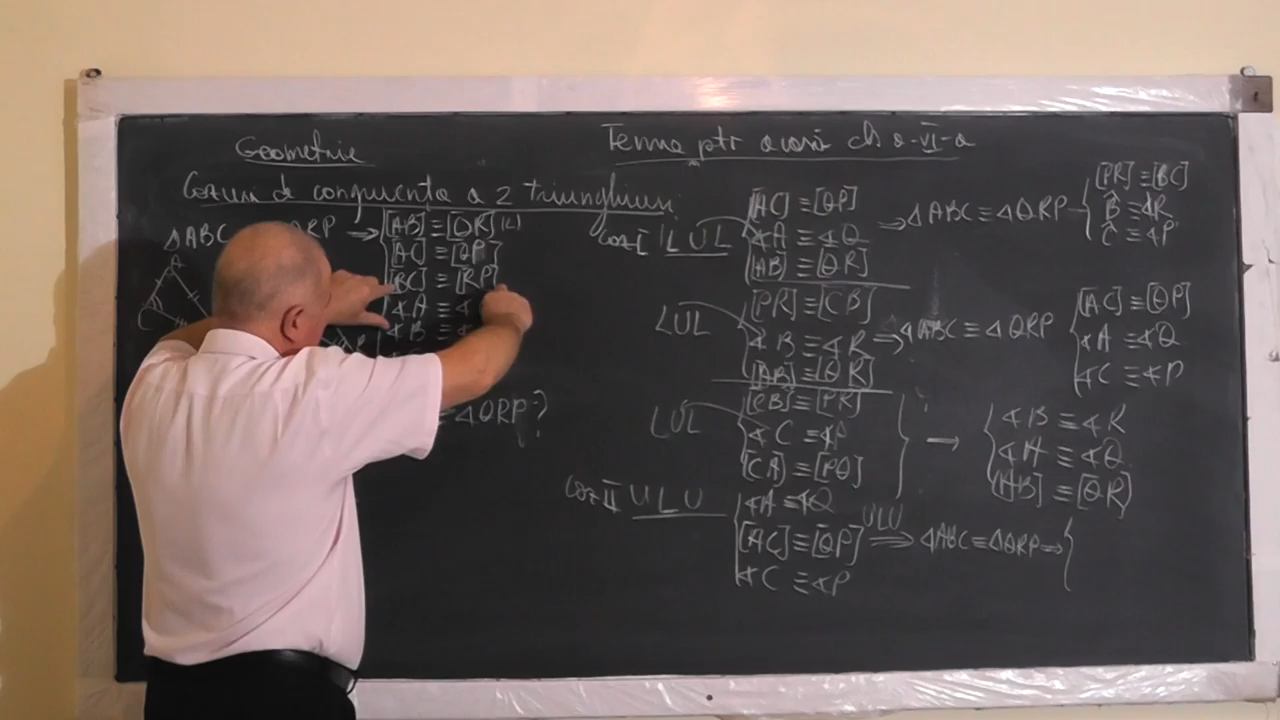 Geometrie
Cazuri de congruenta a 2 triunghiuri
ΔABC QRP → [AB] ≡ [QR] (L)
[AC] ≡ [QP]
[BC] ≡ [RP]
∢A ≡ ∢
∢B ≡ ∢
≡ ΔQRP?
A
C
Tema ptr acasă cls a-VI-a
caz I LUL
[AC] ≡ [QP]
∢A ≡ ∢Q
[AB] ≡ [QR]
⇒ ΔABC ≡ ΔQRP
[PR] ≡ [BC]
B̂ ≡ ∢R
Ĉ ≡ ∢P
LUL
[PR] ≡ [CB]
∢B ≡ ∢R
[AB] ≡ [QR]
⇒ ΔABC ≡ ΔQRP
[AC] ≡ [QP]
∢A ≡ ∢Q
∢C ≡ ∢P
LUL
[CB] ≡ [PR]
∢C ≡ ∢P
[CA] ≡ [PQ]
→
∢B ≡ ∢R
∢A ≡ ∢Q
[AB] ≡ [QR]
caz II ULU
∢A ≡ ∢Q
[AC] ≡ [QP]
∢C ≡ ∢P
ULU
⇒ ΔABC ≡ ΔQRP ⇒ {